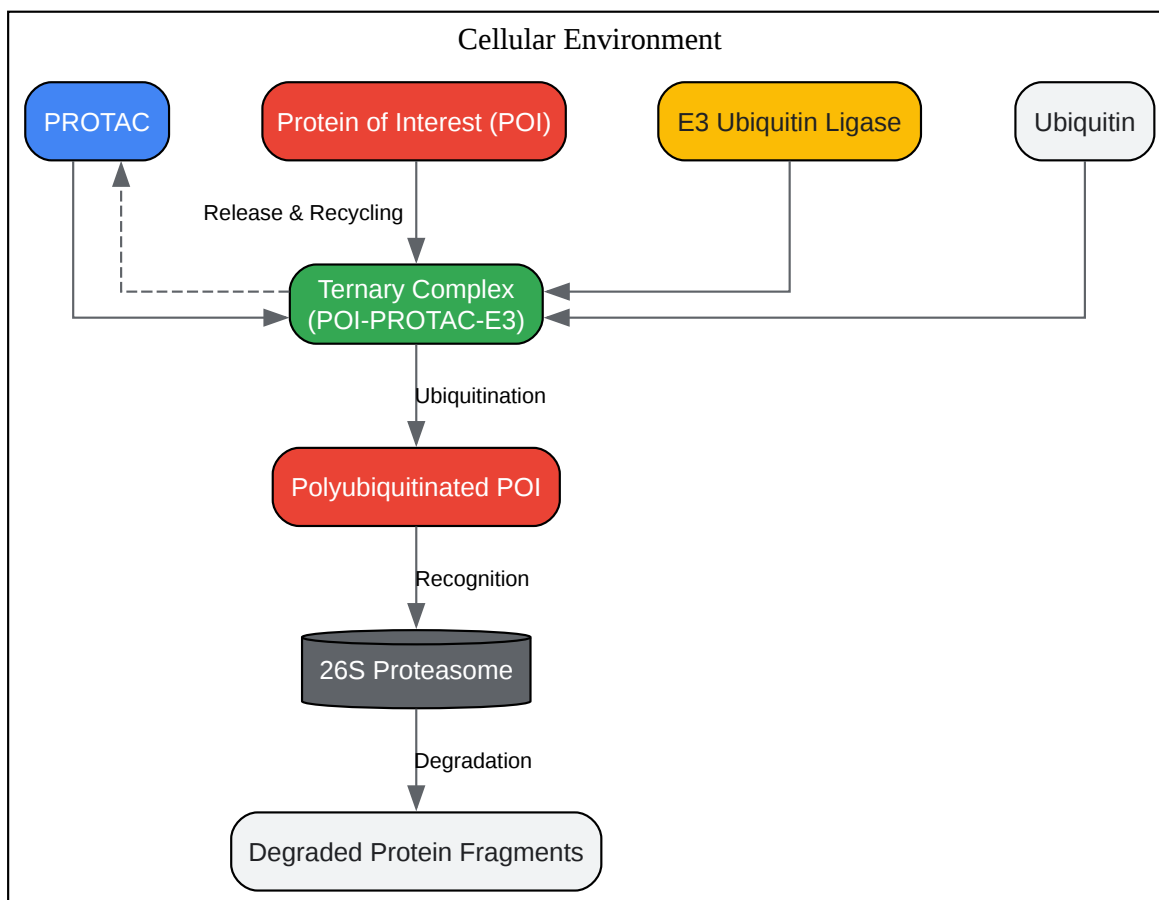 Cellular Environment
PROTAC
Protein of Interest (POI)
E3 Ubiquitin Ligase
Ubiquitin
Release & Recycling
Ternary Complex
(POI-PROTAC-E3)
Ubiquitination
Polyubiquitinated POI
Recognition
26S Proteasome
Degradation
Degraded Protein Fragments